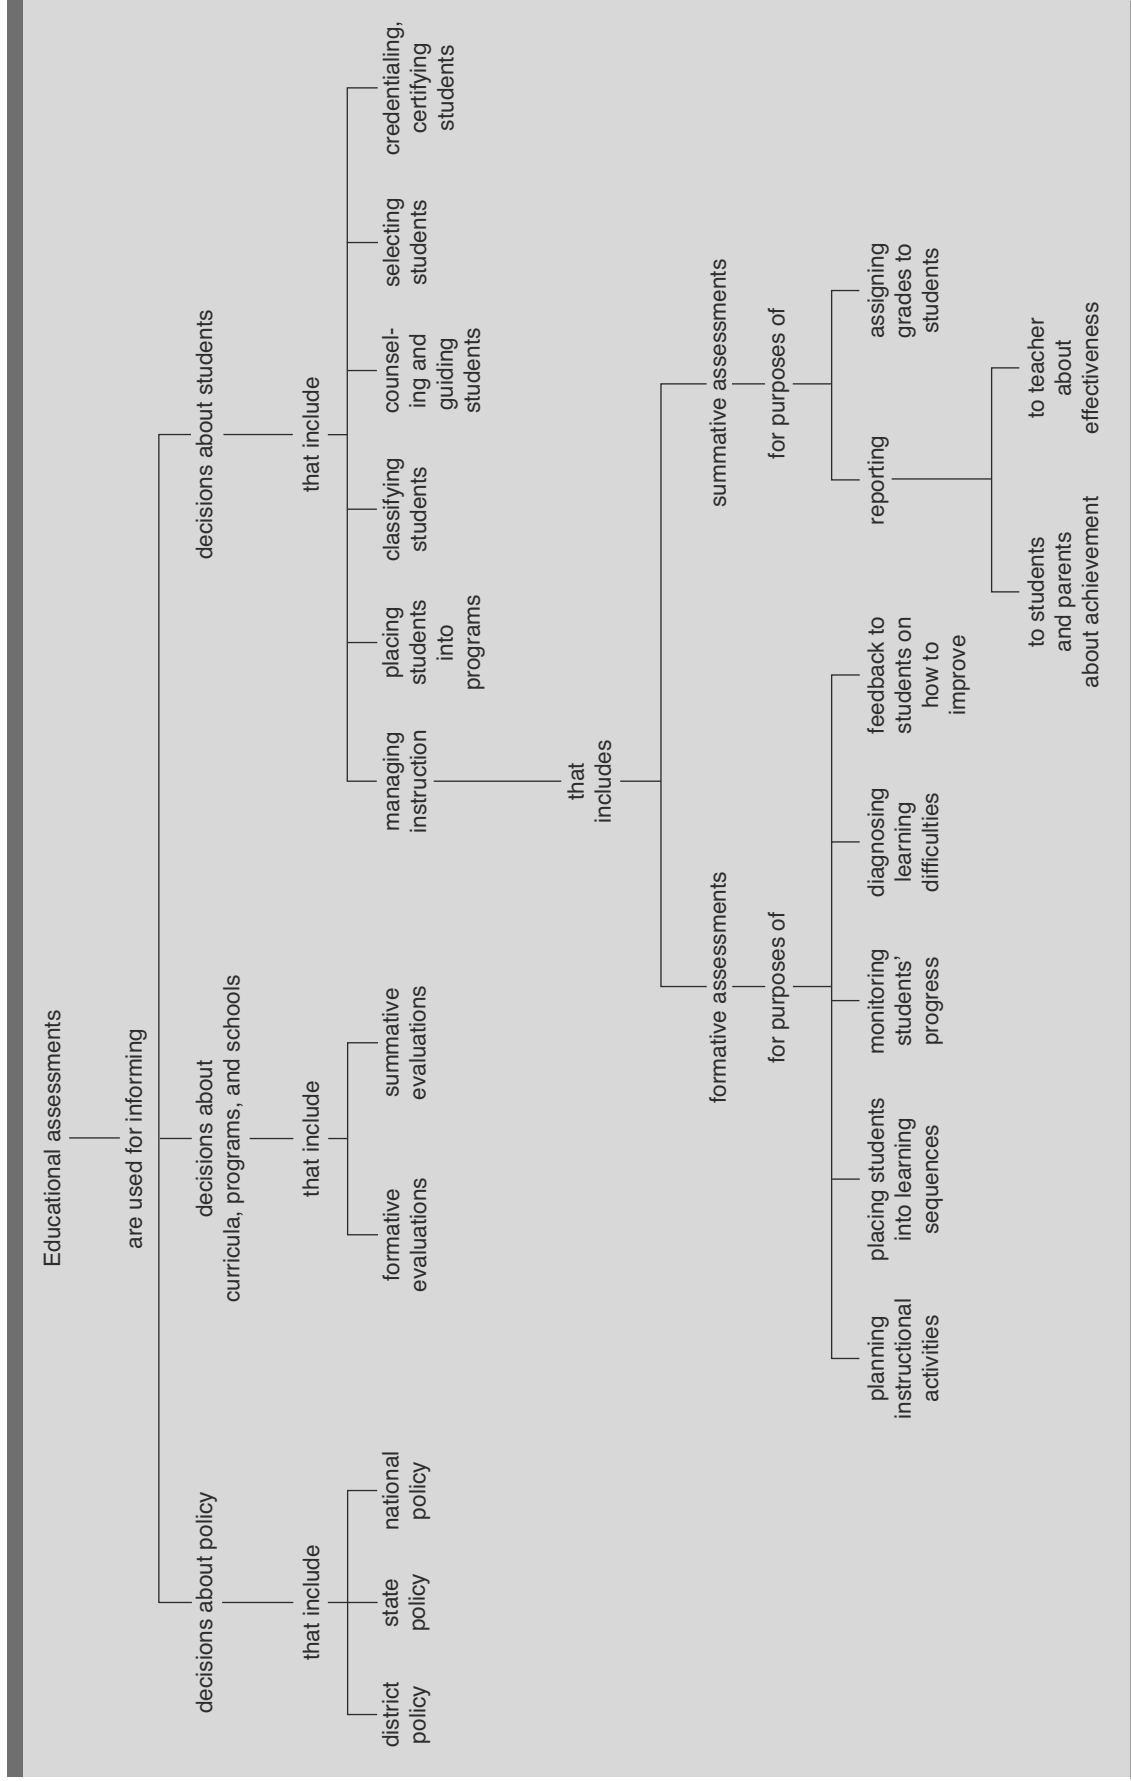 Educational assessments
are used for informing
decisions about policy
that include
district
policy
state
policy
national
policy
decisions about
curricula, programs, and schools
that include
formative
evaluations
summative
evaluations
decisions about students
that include
managing
instruction
placing
students
into
programs
classifying
students
counsel-
ing and
guiding
students
selecting
students
credentialing,
certifying
students
that
includes
formative assessments
for purposes of
planning
instructional
activities
placing students
into learning
sequences
monitoring
students’
progress
diagnosing
learning
difficulties
feedback to
students on
how to
improve
summative assessments
for purposes of
reporting
assigning
grades to
students
to students
and parents
about achievement
to teacher
about
effectiveness